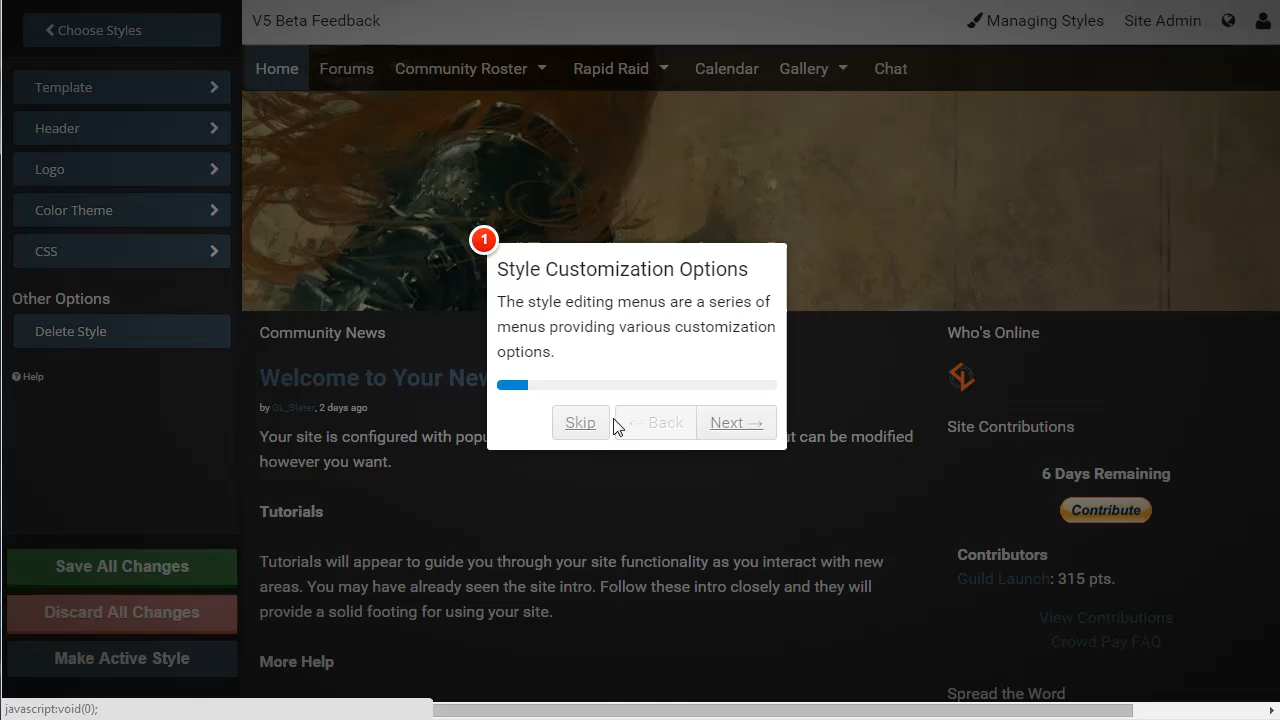 Choose Styles
Template
Header
Logo
Color Theme
CSS
Other Options
Delete Style
Help
Save All Changes
Discard All Changes
Make Active Style
javascript:void(0);
V5 Beta Feedback
Managing Styles
Site Admin
Home
Forums
Community Roster
Rapid Raid
Calendar
Gallery
Chat
1
Style Customization Options
The style editing menus are a series of
menus providing various customization
options.
Skip
← Back
Next →
Community News
Welcome to Your New
by GL_Slater, 2 days ago
Your site is configured with popu
ut can be modified
however you want.
Tutorials
Tutorials will appear to guide you through your site functionality as you interact with new
areas. You may have already seen the site intro. Follow these intro closely and they will
provide a solid footing for using your site.
More Help
Who's Online
Site Contributions
6 Days Remaining
Contribute
Contributors
Guild Launch: 315 pts.
View Contributions
Crowd Pay FAQ
Spread the Word